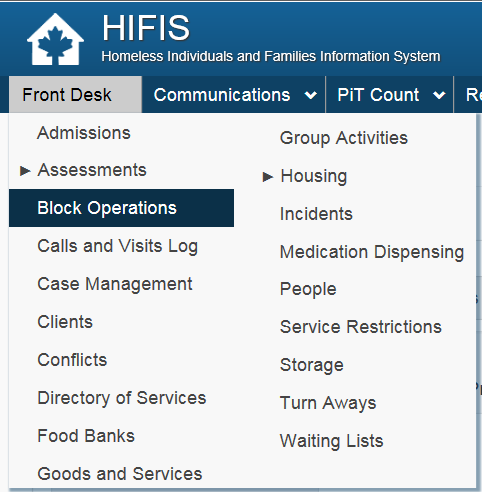 HIFIS
Homeless Individuals and Families Information System
Front Desk Communications PiT Count
Admissions
Assessments
Block Operations
Calls and Visits Log
Case Management
Clients
Conflicts
Directory of Services
Food Banks
Goods and Services
Group Activities
Housing
Incidents
Medication Dispensing
People
Service Restrictions
Storage
Turn Aways
Waiting Lists